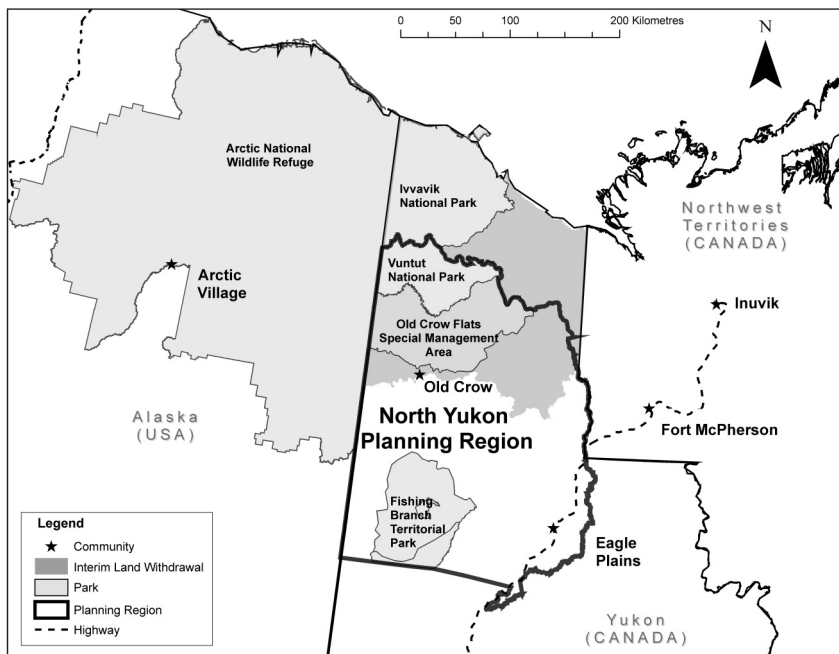 0 50 100 200 Kilometres
N
Arctic National
Wildlife Refuge
Ivvavik
National Park
Northwest
Territories
(CANADA)
Vuntut
National Park
Arctic
Village
Inuvik
Old Crow Flats
Special Management
Area
Old Crow
Alaska
(USA)
North Yukon
Planning Region
Fort McPherson
Fishing
Branch
Territorial
Park
Eagle
Plains
Yukon
(CANADA)
Legend
Community
Interim Land Withdrawal
Park
Planning Region
Highway